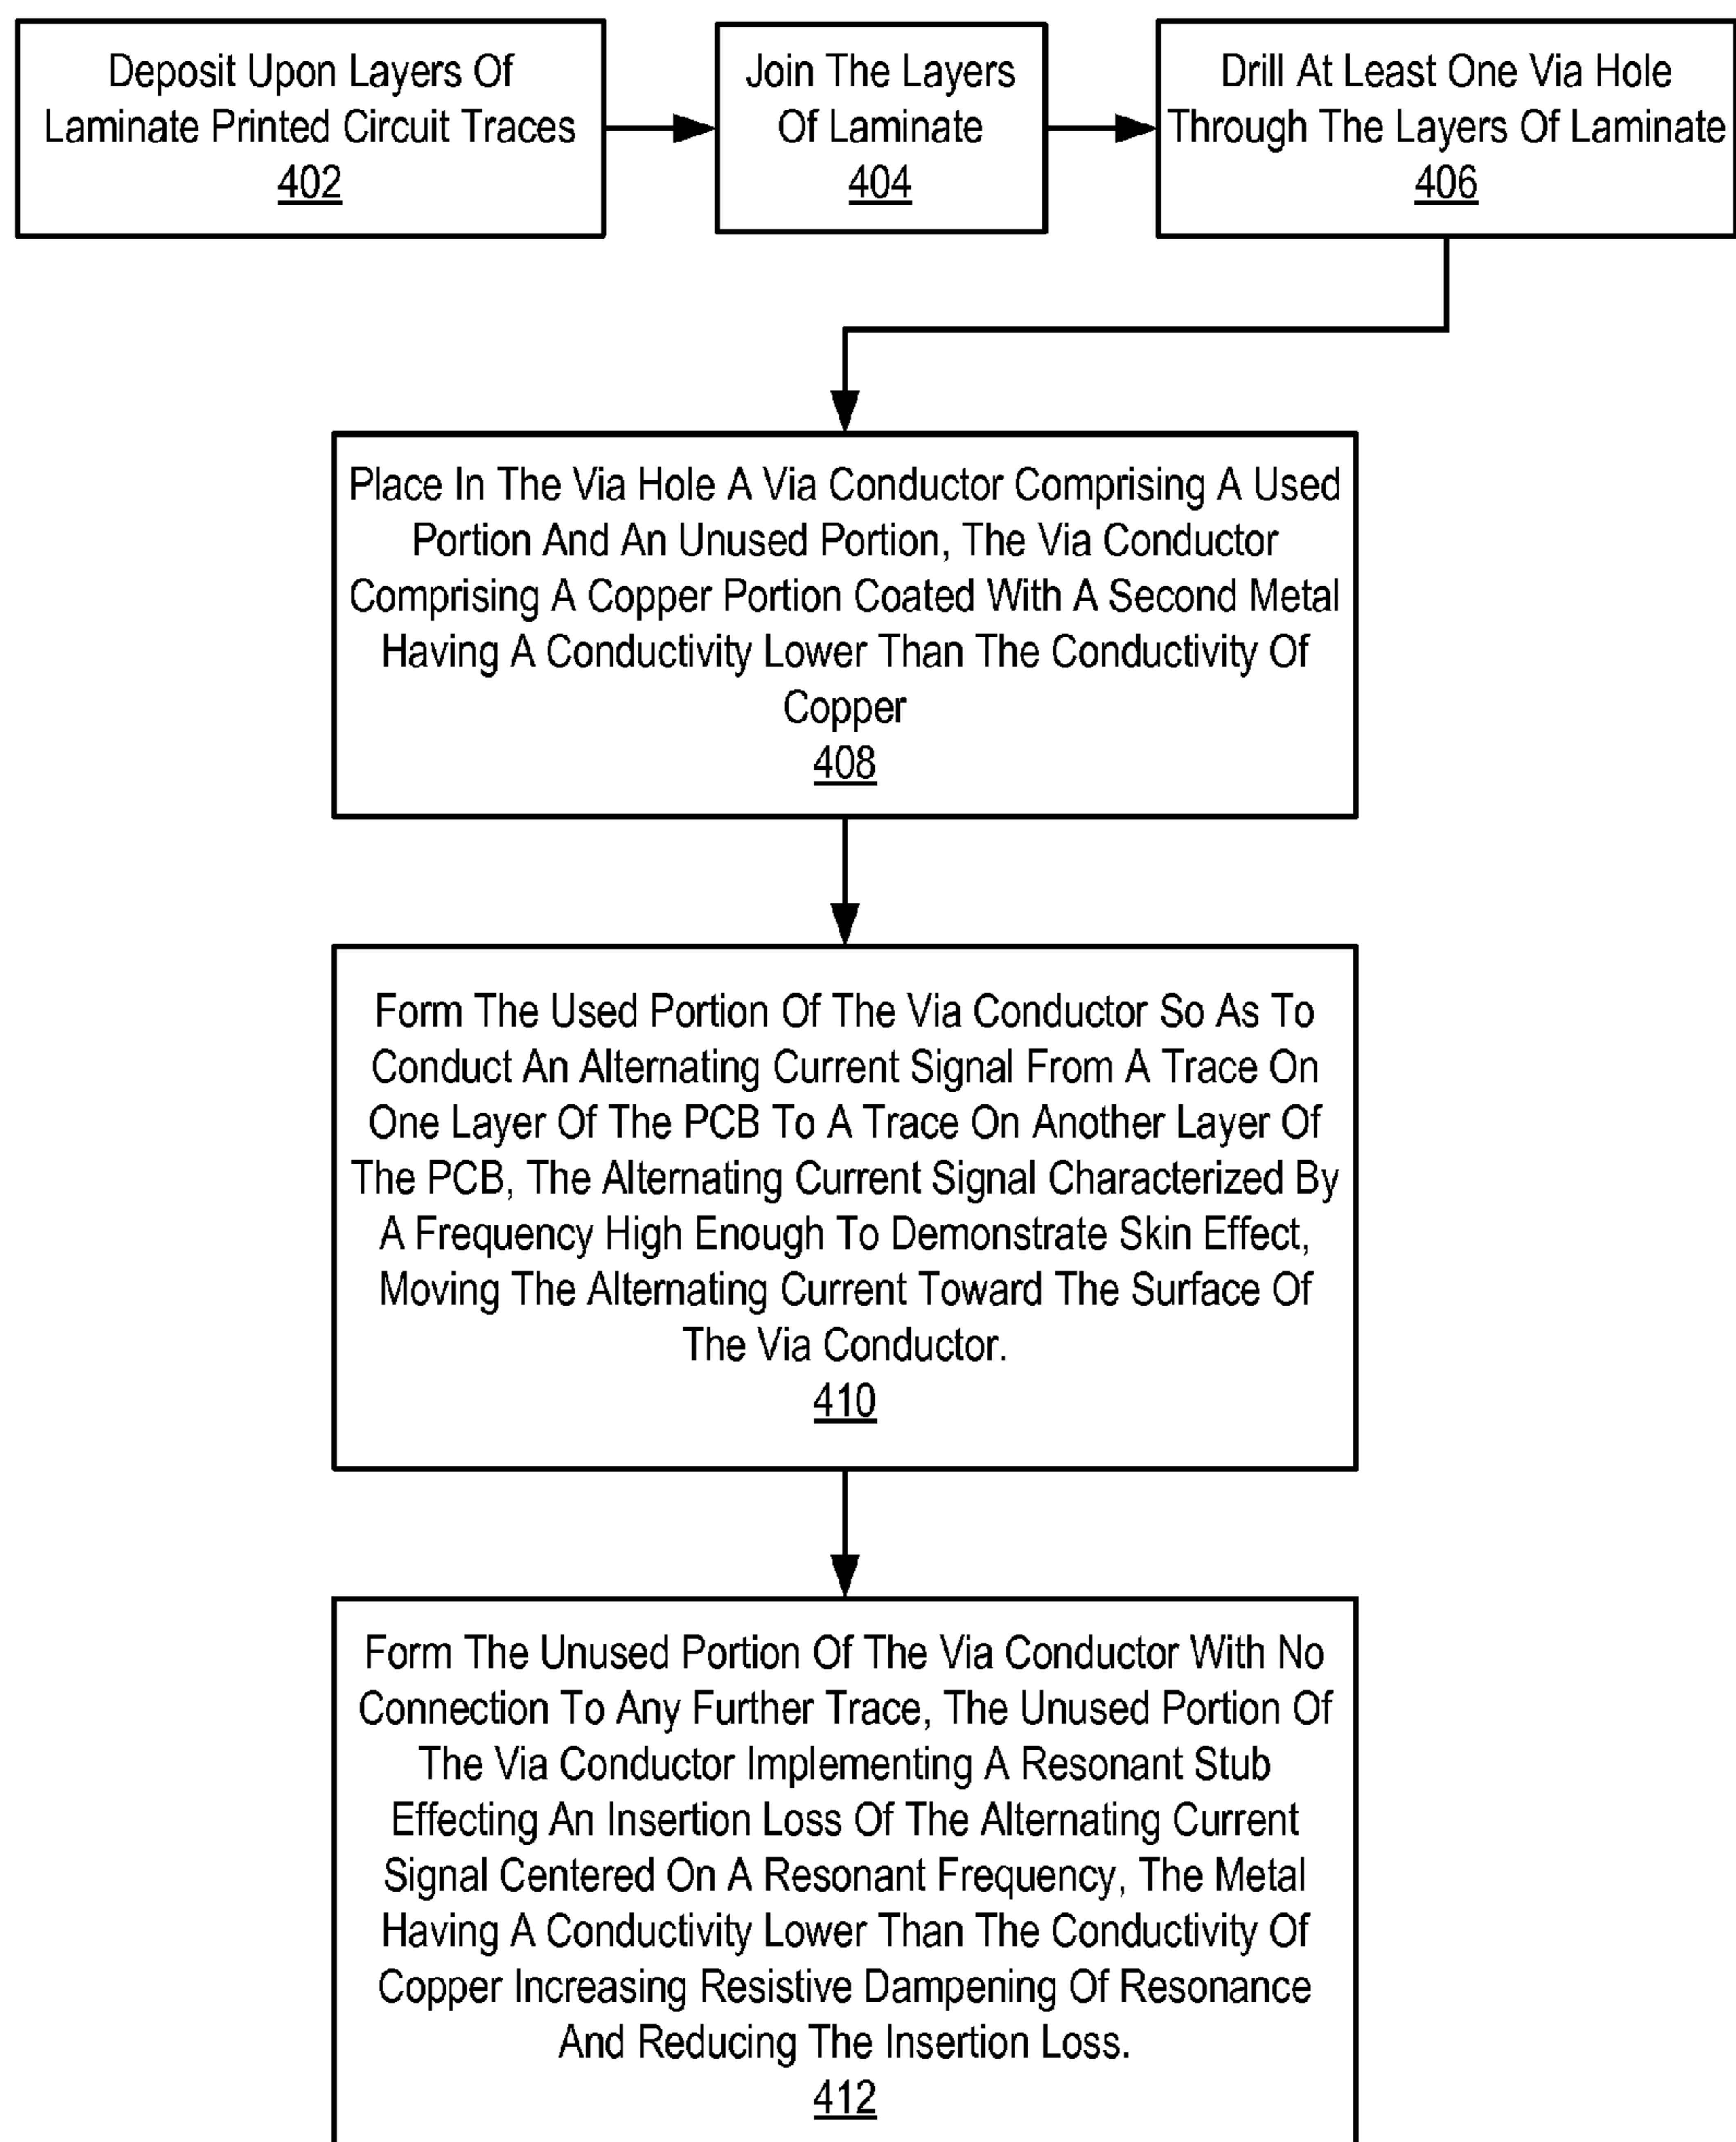 Deposit Upon Layers Of
Laminate Printed Circuit Traces
402
Join The Layers
Of Laminate
404
Drill At Least One Via Hole
Through The Layers Of Laminate
406
Place In The Via Hole A Via Conductor Comprising A Used
Portion And An Unused Portion, The Via Conductor
Comprising A Copper Portion Coated With A Second Metal
Having A Conductivity Lower Than The Conductivity Of
Copper
408
Form The Used Portion Of The Via Conductor So As To
Conduct An Alternating Current Signal From A Trace On
One Layer Of The PCB To A Trace On Another Layer Of
The PCB, The Alternating Current Signal Characterized By
A Frequency High Enough To Demonstrate Skin Effect,
Moving The Alternating Current Toward The Surface Of
The Via Conductor.
410
Form The Unused Portion Of The Via Conductor With No
Connection To Any Further Trace, The Unused Portion Of
The Via Conductor Implementing A Resonant Stub
Effecting An Insertion Loss Of The Alternating Current
Signal Centered On A Resonant Frequency, The Metal
Having A Conductivity Lower Than The Conductivity Of
Copper Increasing Resistive Dampening Of Resonance
And Reducing The Insertion Loss.
412